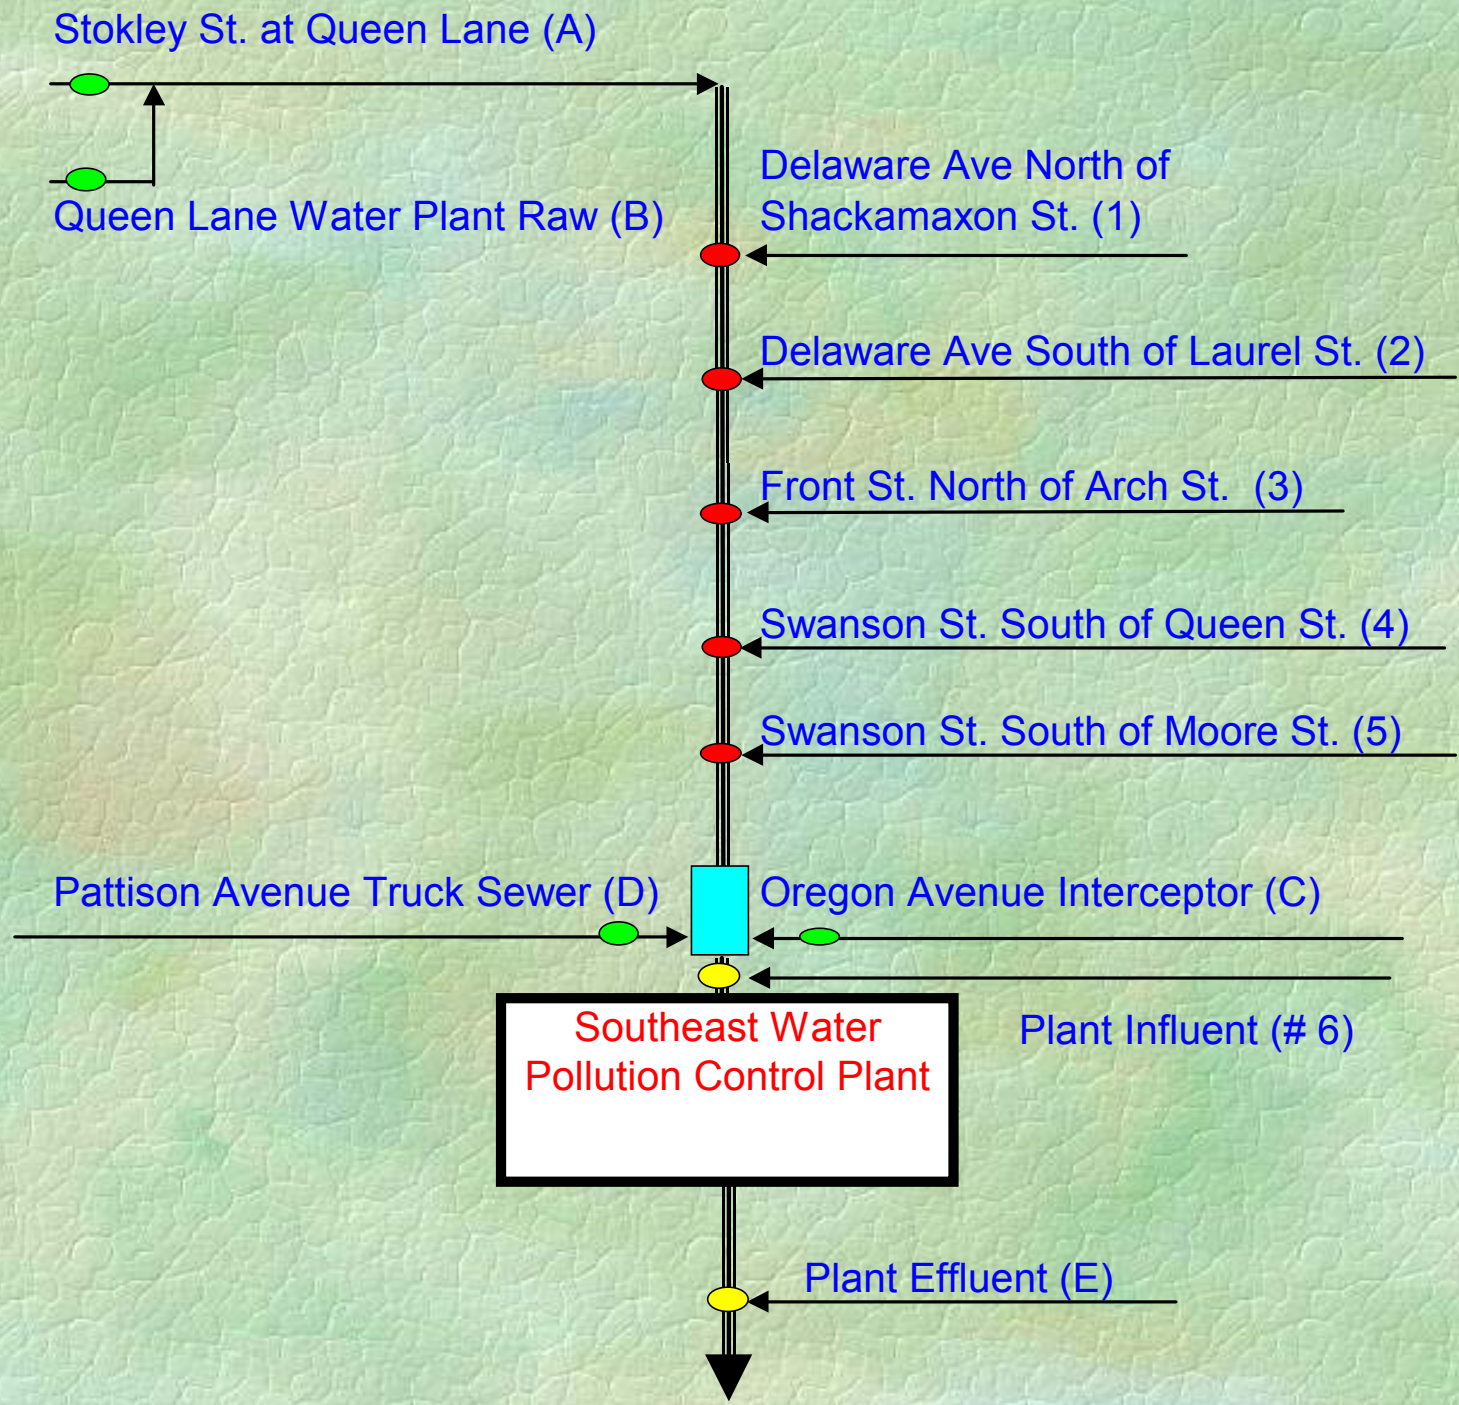 Stokley St. at Queen Lane (A)
Queen Lane Water Plant Raw (B)
Delaware Ave North of
Shackamaxon St. (1)
Delaware Ave South of Laurel St. (2)
Front St. North of Arch St. (3)
Swanson St. South of Queen St. (4)
Swanson St. South of Moore St. (5)
Pattison Avenue Truck Sewer (D)
Oregon Avenue Interceptor (C)
Plant Influent (# 6)
Southeast Water
Pollution Control Plant
Plant Effluent (E)